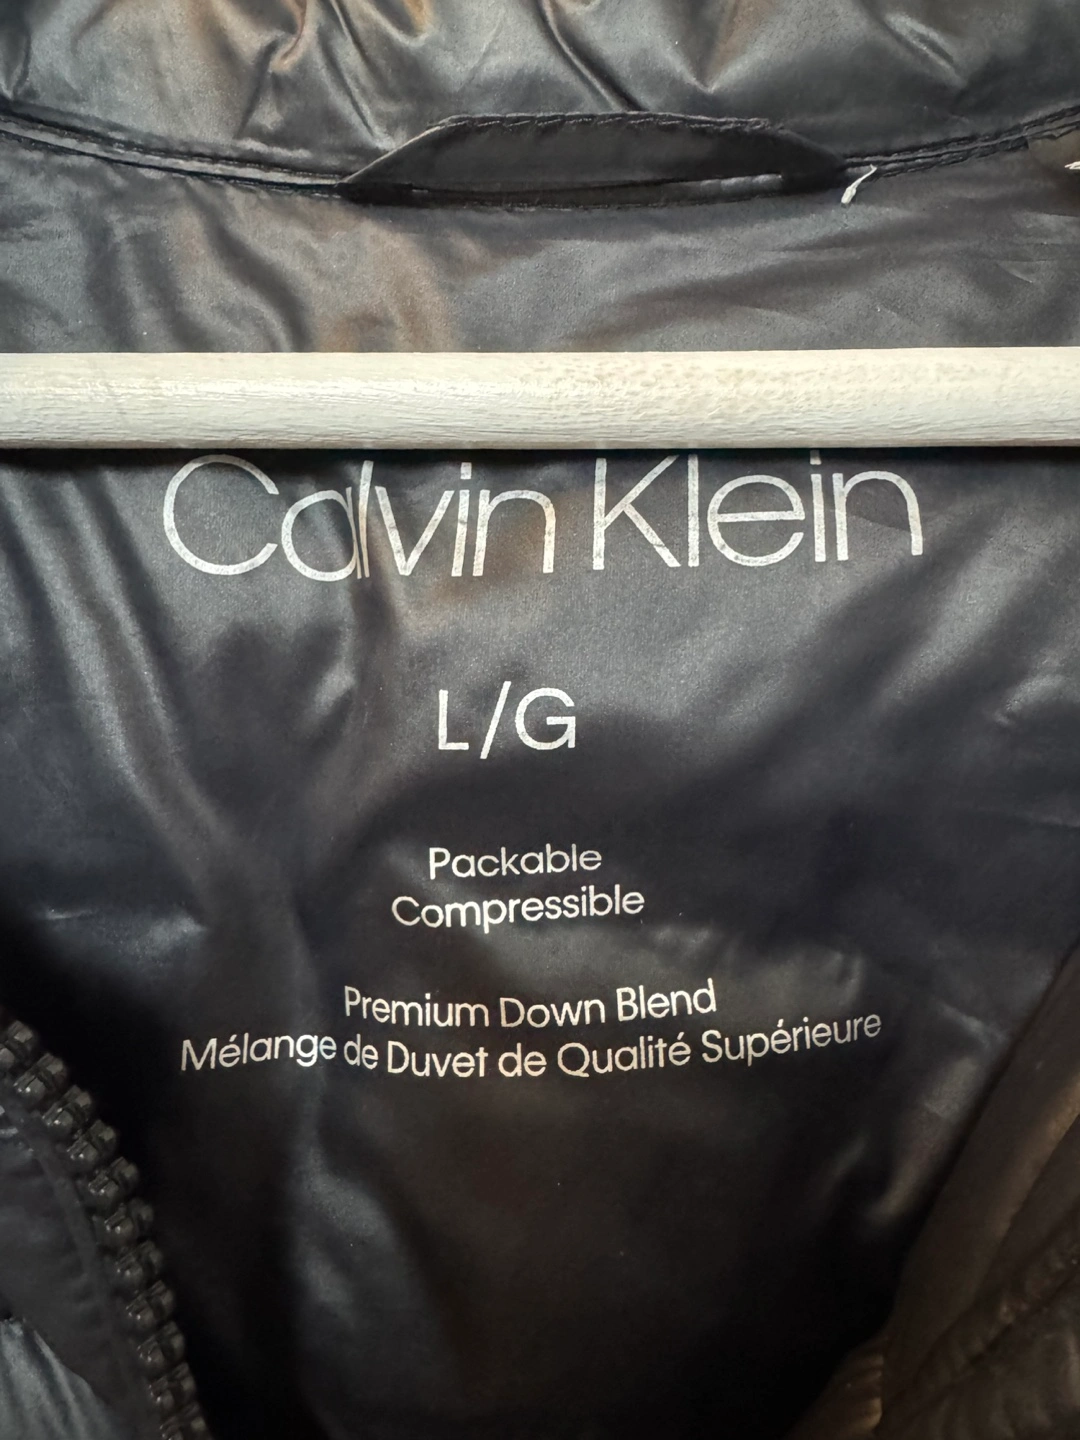 Calvin Klein
L/G
Packable
Compressible
Premium Down Blend
Mélange de Duvet de Qualité Supérieure